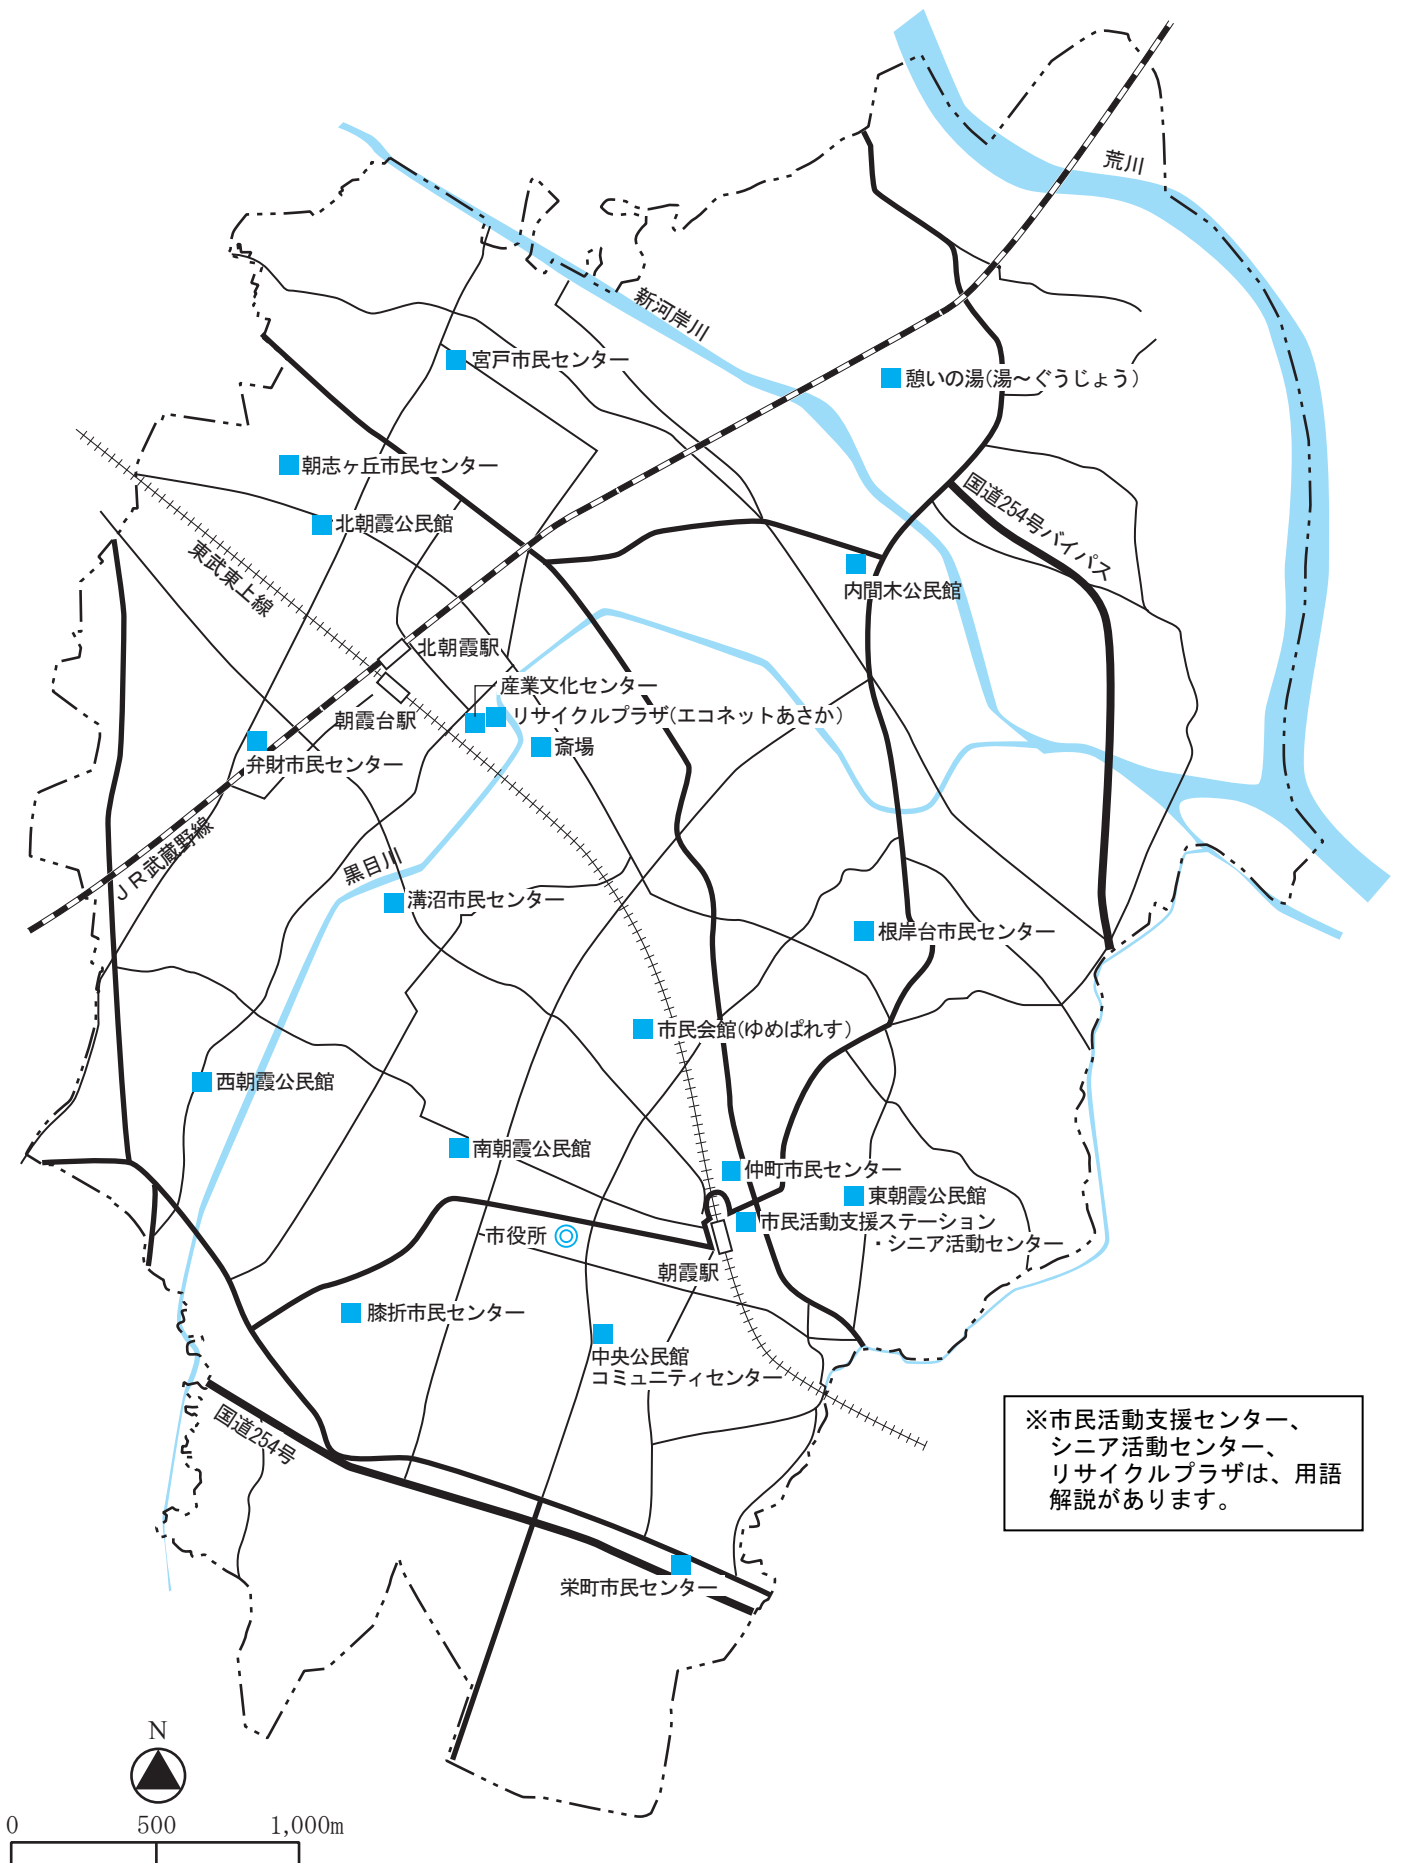 荒川
新河岸川
宮戸市民センター
憩いの湯(湯～ぐうじょう)
朝志ヶ丘市民センター
国道254号バイパス
北朝霞公民館
東武東上線
内間木公民館
北朝霞駅
産業文化センター
リサイクルプラザ(エコネットあさか)
朝霞台駅
斎場
弁財市民センター
JR武蔵野線
黒目川
溝沼市民センター
根岸台市民センター
市民会館(ゆめぱれす)
西朝霞公民館
南朝霞公民館
仲町市民センター
東朝霞公民館
市民活動支援ステーション
・シニア活動センター
市役所
朝霞駅
膝折市民センター
中央公民館
コミュニティセンター
国道254号
※市民活動支援センター、
シニア活動センター、
リサイクルプラザは、用語
解説があります。
栄町市民センター
N
0 500 1,000m